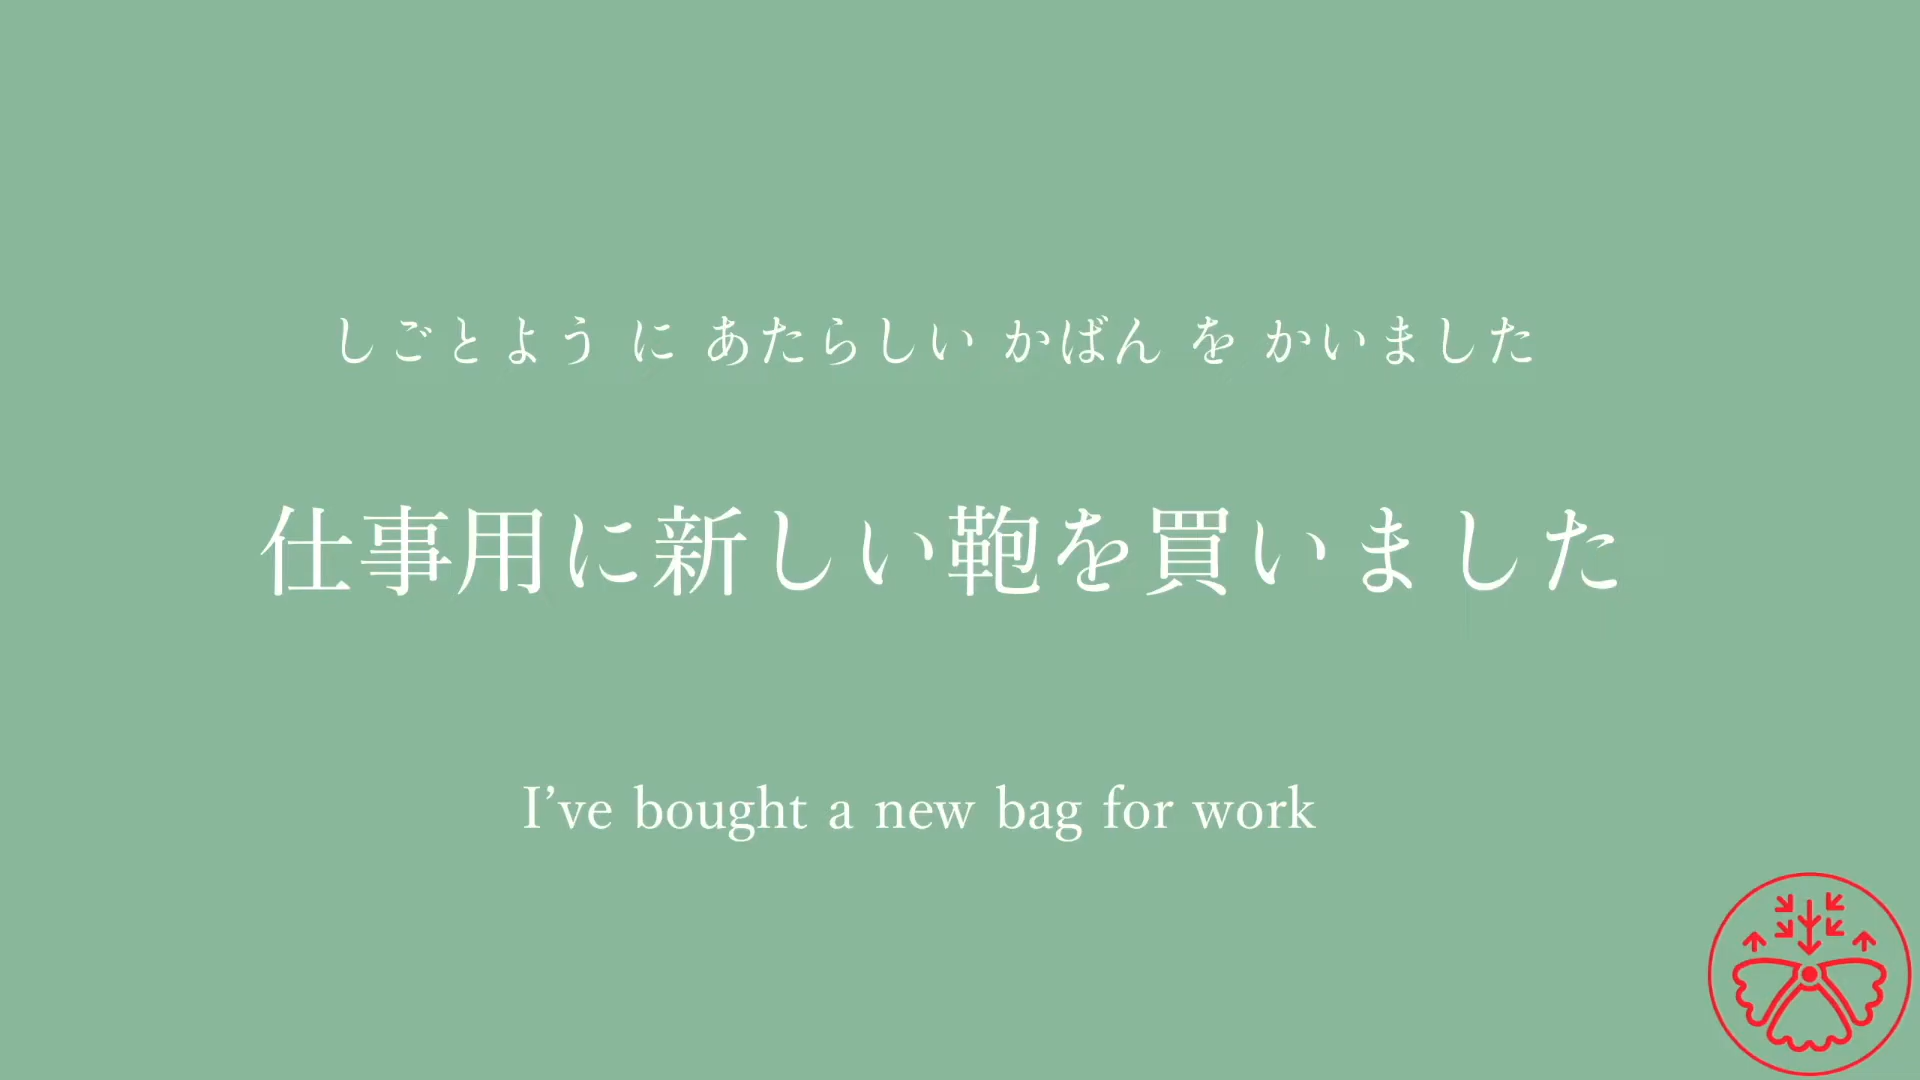 しごとよう に あたらしい かばん を かいました
仕事用に新しい鞄を買いました
I’ve bought a new bag for work